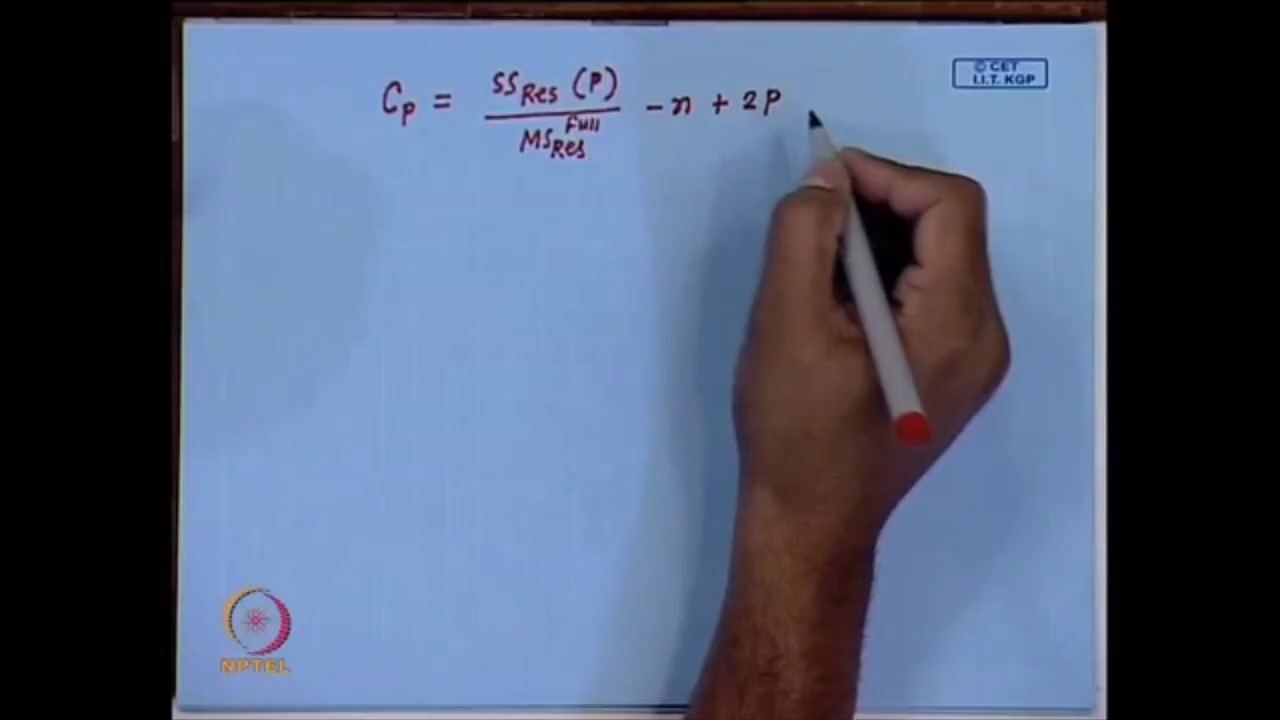 © CET
I.I.T. KGP
C_p = SS_Res (P) / MS_Res^Full - n + 2P
NPTEL